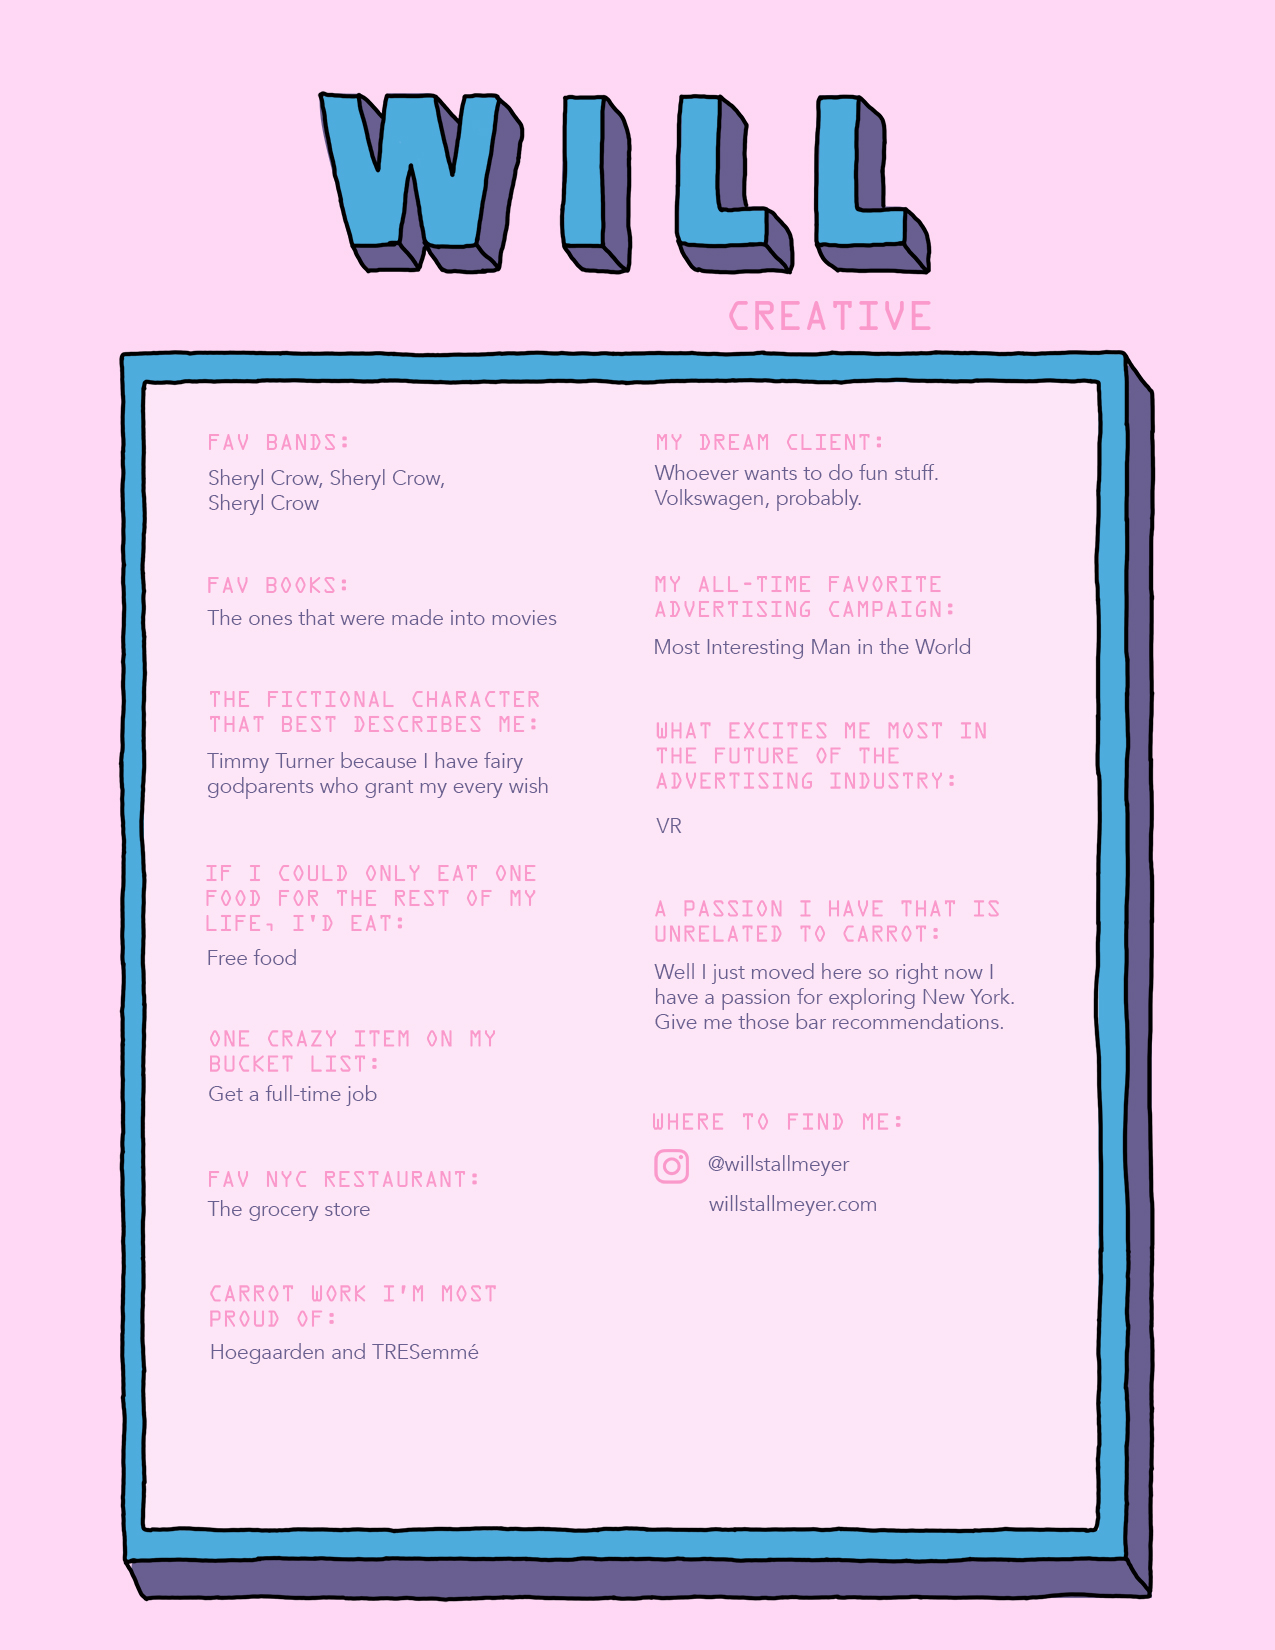 WILL
CREATIVE
FAV BANDS:
Sheryl Crow, Sheryl Crow,
Sheryl Crow
FAV BOOKS:
The ones that were made into movies
THE FICTIONAL CHARACTER
THAT BEST DESCRIBES ME:
Timmy Turner because I have fairy
godparents who grant my every wish
IF I COULD ONLY EAT ONE
FOOD FOR THE REST OF MY
LIFE, I'D EAT:
Free food
ONE CRAZY ITEM ON MY
BUCKET LIST:
Get a full-time job
FAV NYC RESTAURANT:
The grocery store
CARROT WORK I'M MOST
PROUD OF:
Hoegaarden and TRESemmé
MY DREAM CLIENT:
Whoever wants to do fun stuff.
Volkswagen, probably.
MY ALL-TIME FAVORITE
ADVERTISING CAMPAIGN:
Most Interesting Man in the World
WHAT EXCITES ME MOST IN
THE FUTURE OF THE
ADVERTISING INDUSTRY:
VR
A PASSION I HAVE THAT IS
UNRELATED TO CARROT:
Well I just moved here so right now I
have a passion for exploring New York.
Give me those bar recommendations.
WHERE TO FIND ME:
@willstallmeyer
willstallmeyer.com